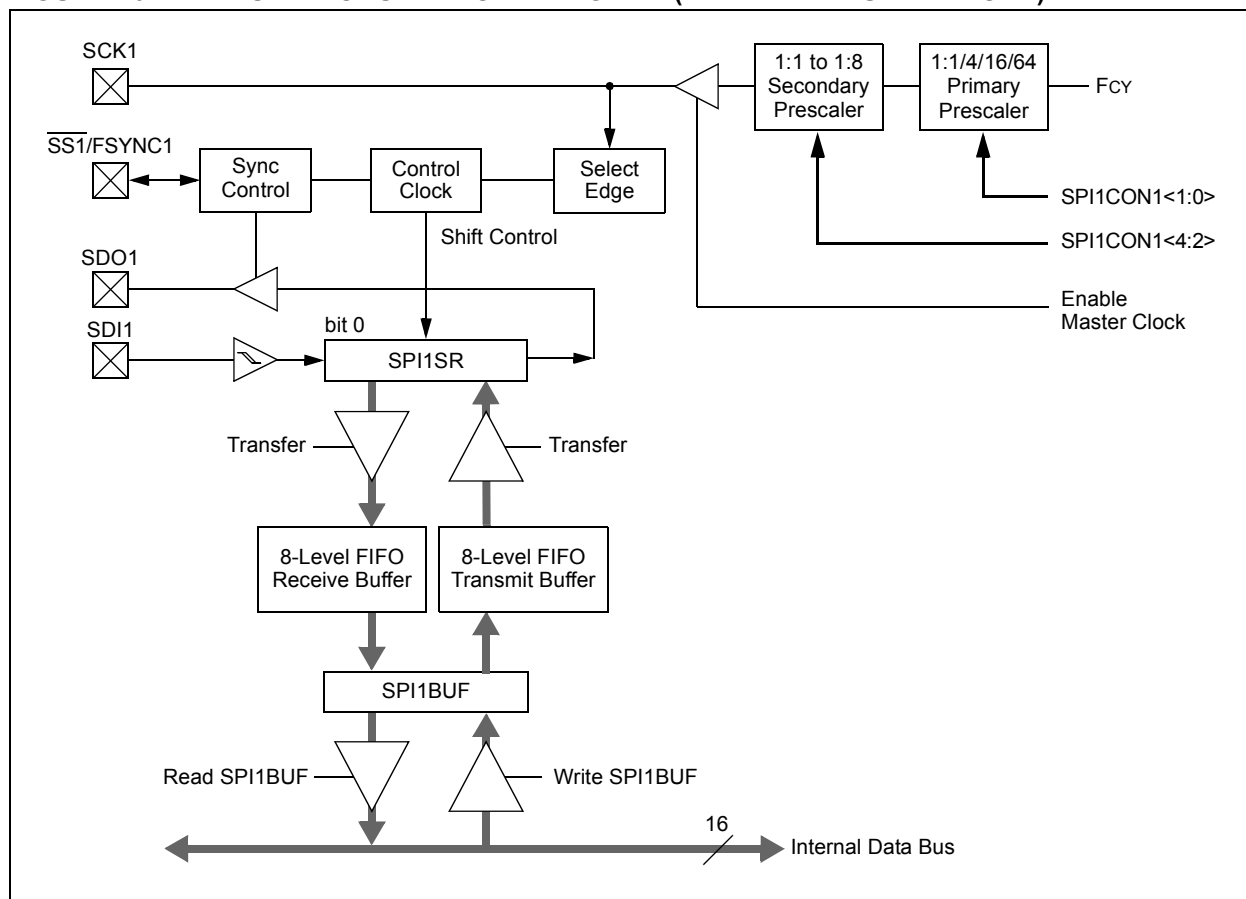 SCK1
1:1 to 1:8
Secondary
Prescaler
1:1/4/16/64
Primary
Prescaler
FCY
SS1/FSYNC1
Sync
Control
Control
Clock
Select
Edge
SPI1CON1<1:0>
Shift Control
SPI1CON1<4:2>
SDO1
Enable
Master Clock
bit 0
SDI1
SPI1SR
Transfer
Transfer
8-Level FIFO
Receive Buffer
8-Level FIFO
Transmit Buffer
SPI1BUF
Read SPI1BUF
Write SPI1BUF
16
Internal Data Bus